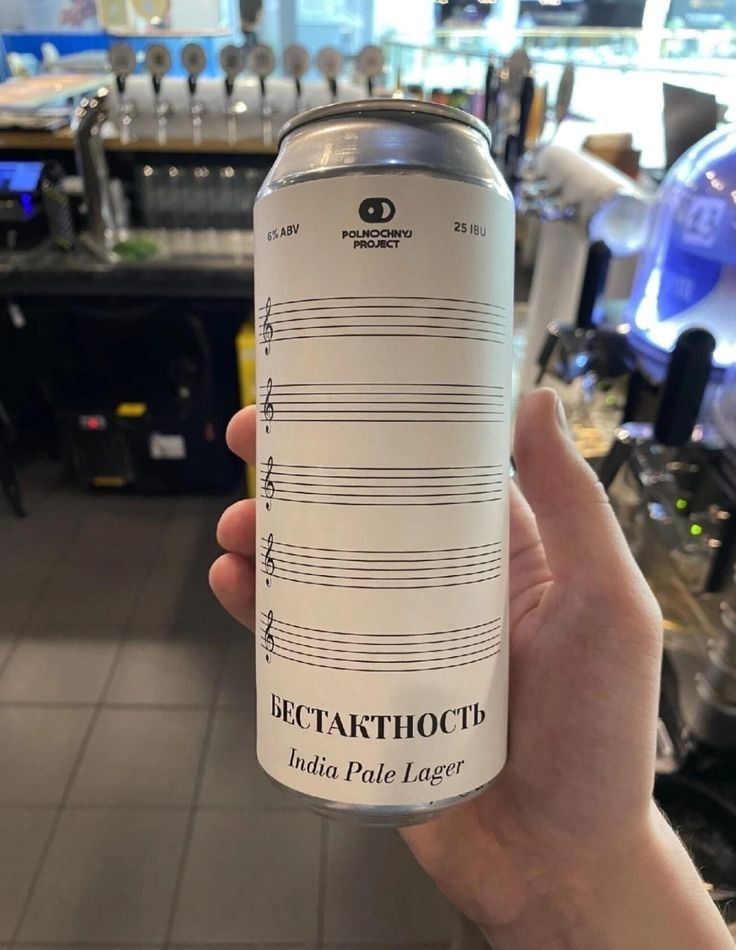 6% ABV
POLNOCHNYJ
PROJECT
25 IBU
БЕСТАКТНОСТЬ
India Pale Lager